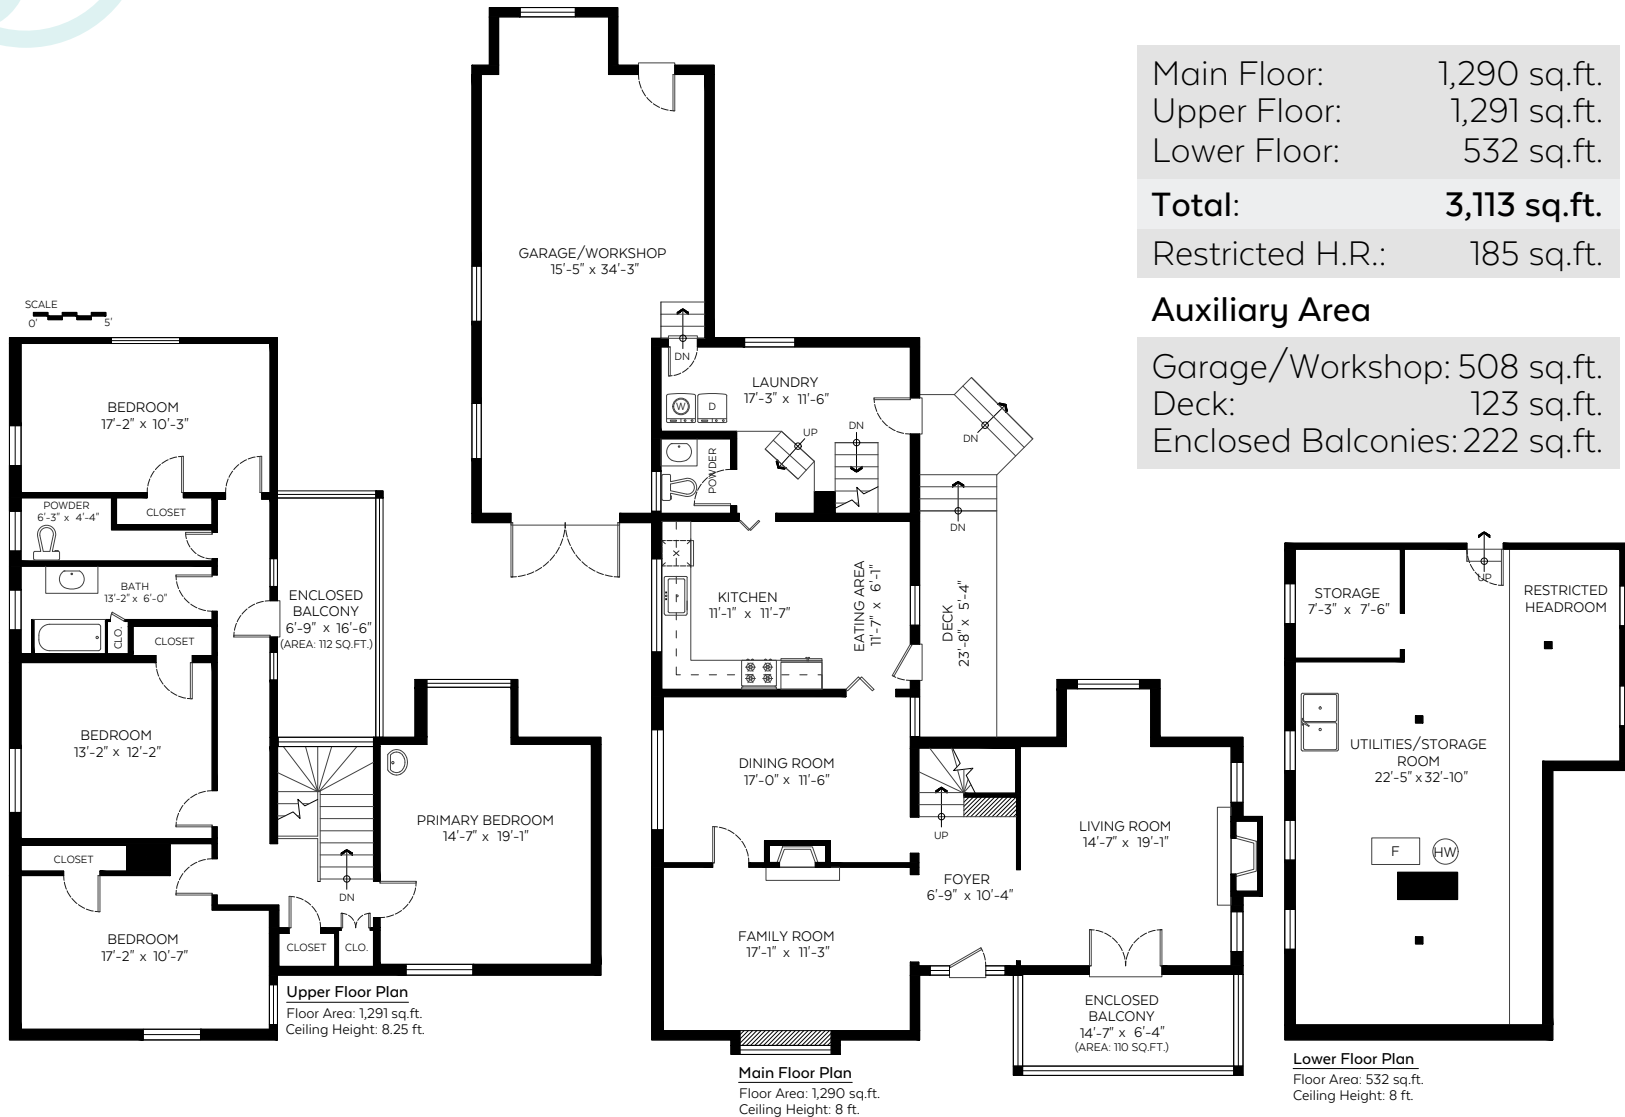 Main Floor: 1,290 sq.ft.
Upper Floor: 1,291 sq.ft.
Lower Floor: 532 sq.ft.
Total: 3,113 sq.ft.
Restricted H.R.: 185 sq.ft.
Auxiliary Area
Garage/Workshop: 508 sq.ft.
Deck: 123 sq.ft.
Enclosed Balconies: 222 sq.ft.
SCALE
0' 5'
BEDROOM
17'-2" x 10'-3"
POWDER
6'-3" x 4'-4"
CLOSET
BATH
13'-2" x 6'-0"
CLO.
CLOSET
ENCLOSED
BALCONY
6'-9" x 16'-6"
(AREA: 112 SQ.FT.)
BEDROOM
13'-2" x 12'-2"
PRIMARY BEDROOM
14'-7" x 19'-1"
CLOSET
DN
BEDROOM
17'-2" x 10'-7"
CLOSET
CLO.
Upper Floor Plan
Floor Area: 1,291 sq.ft.
Ceiling Height: 8.25 ft.
GARAGE/WORKSHOP
15'-5" x 34'-3"
DN
LAUNDRY
17'-3" x 11'-6"
W
D
UP
DN
DN
POWDER
DN
KITCHEN
11'-1" x 11'-7"
X
EATING AREA
11'-7" x 6'-1"
DECK
23'-8" x 5'-4"
DINING ROOM
17'-0" x 11'-6"
UP
LIVING ROOM
14'-7" x 19'-1"
FOYER
6'-9" x 10'-4"
FAMILY ROOM
17'-1" x 11'-3"
ENCLOSED
BALCONY
14'-7" x 6'-4"
(AREA: 110 SQ.FT.)
Main Floor Plan
Floor Area: 1,290 sq.ft.
Ceiling Height: 8 ft.
UP
STORAGE
7'-3" x 7'-6"
RESTRICTED
HEADROOM
UTILITIES/STORAGE
ROOM
22'-5" x 32'-10"
F
HW
Lower Floor Plan
Floor Area: 532 sq.ft.
Ceiling Height: 8 ft.